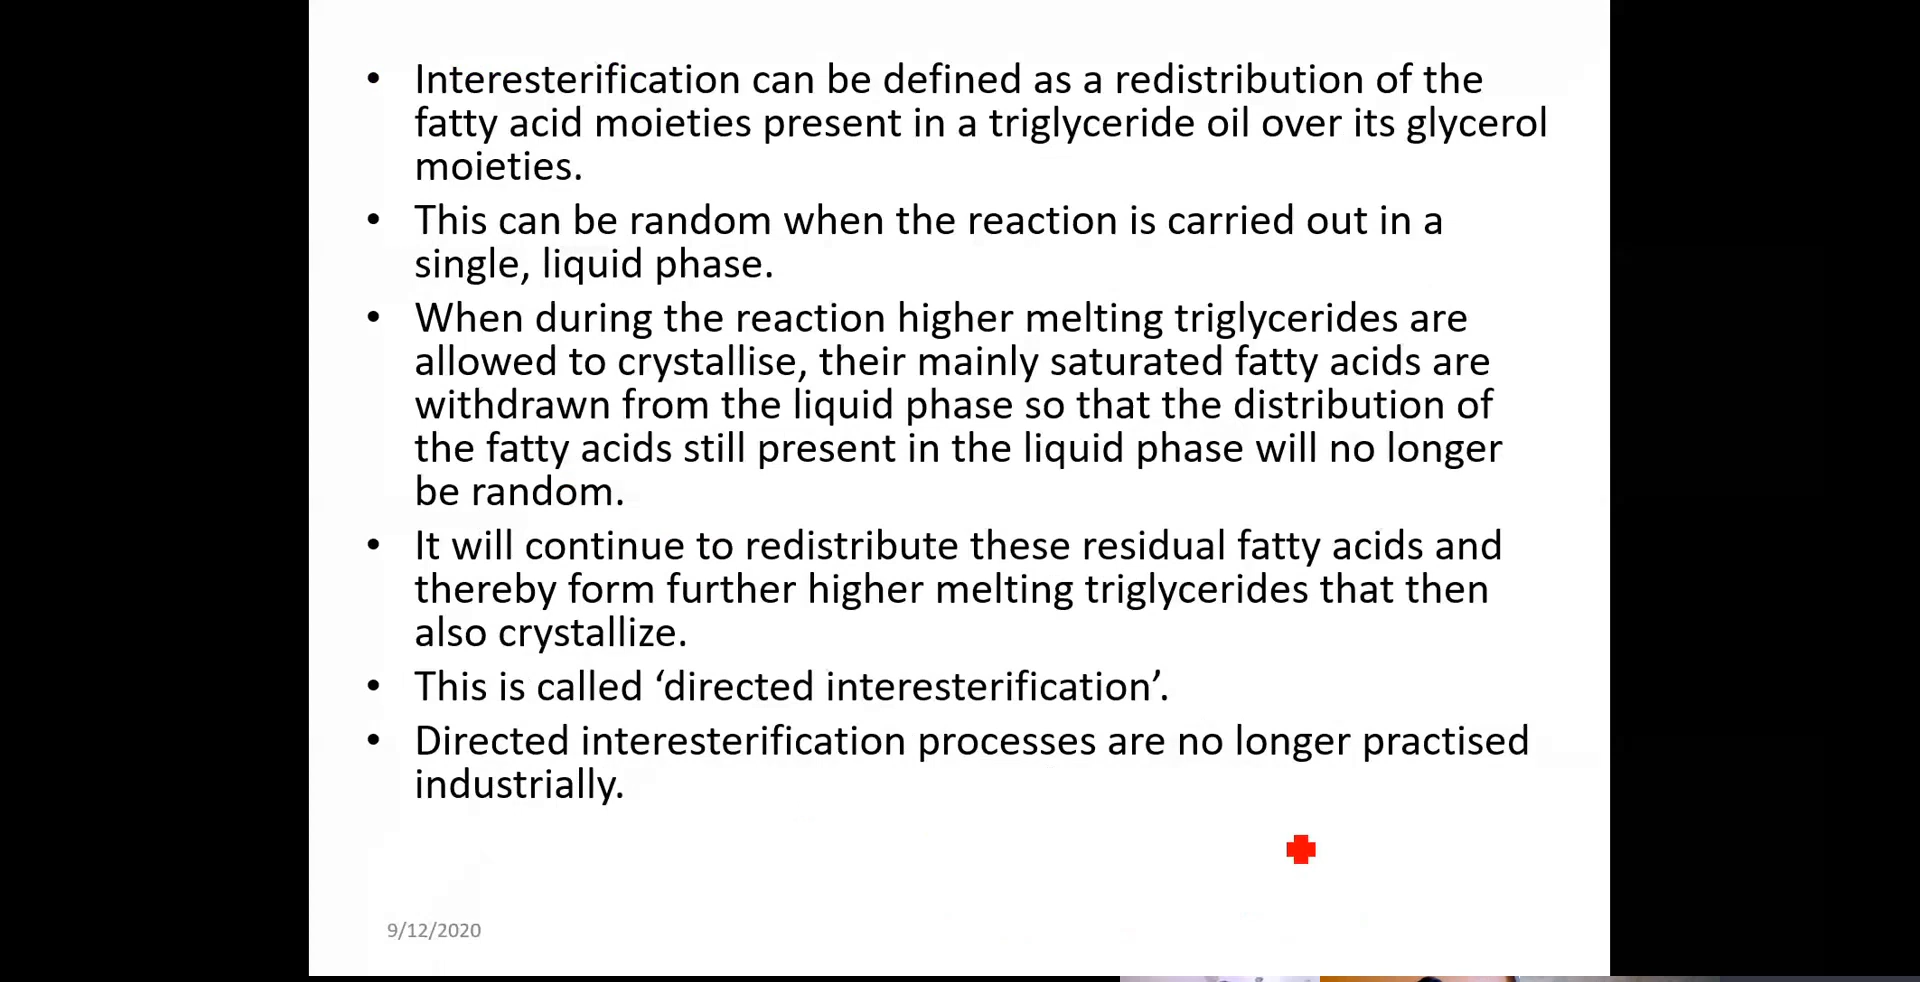 • Interesterification can be defined as a redistribution of the
fatty acid moieties present in a triglyceride oil over its glycerol
moieties.
• This can be random when the reaction is carried out in a
single, liquid phase.
• When during the reaction higher melting triglycerides are
allowed to crystallise, their mainly saturated fatty acids are
withdrawn from the liquid phase so that the distribution of
the fatty acids still present in the liquid phase will no longer
be random.
• It will continue to redistribute these residual fatty acids and
thereby form further higher melting triglycerides that then
also crystallize.
• This is called ‘directed interesterification’.
• Directed interesterification processes are no longer practised
industrially.
9/12/2020